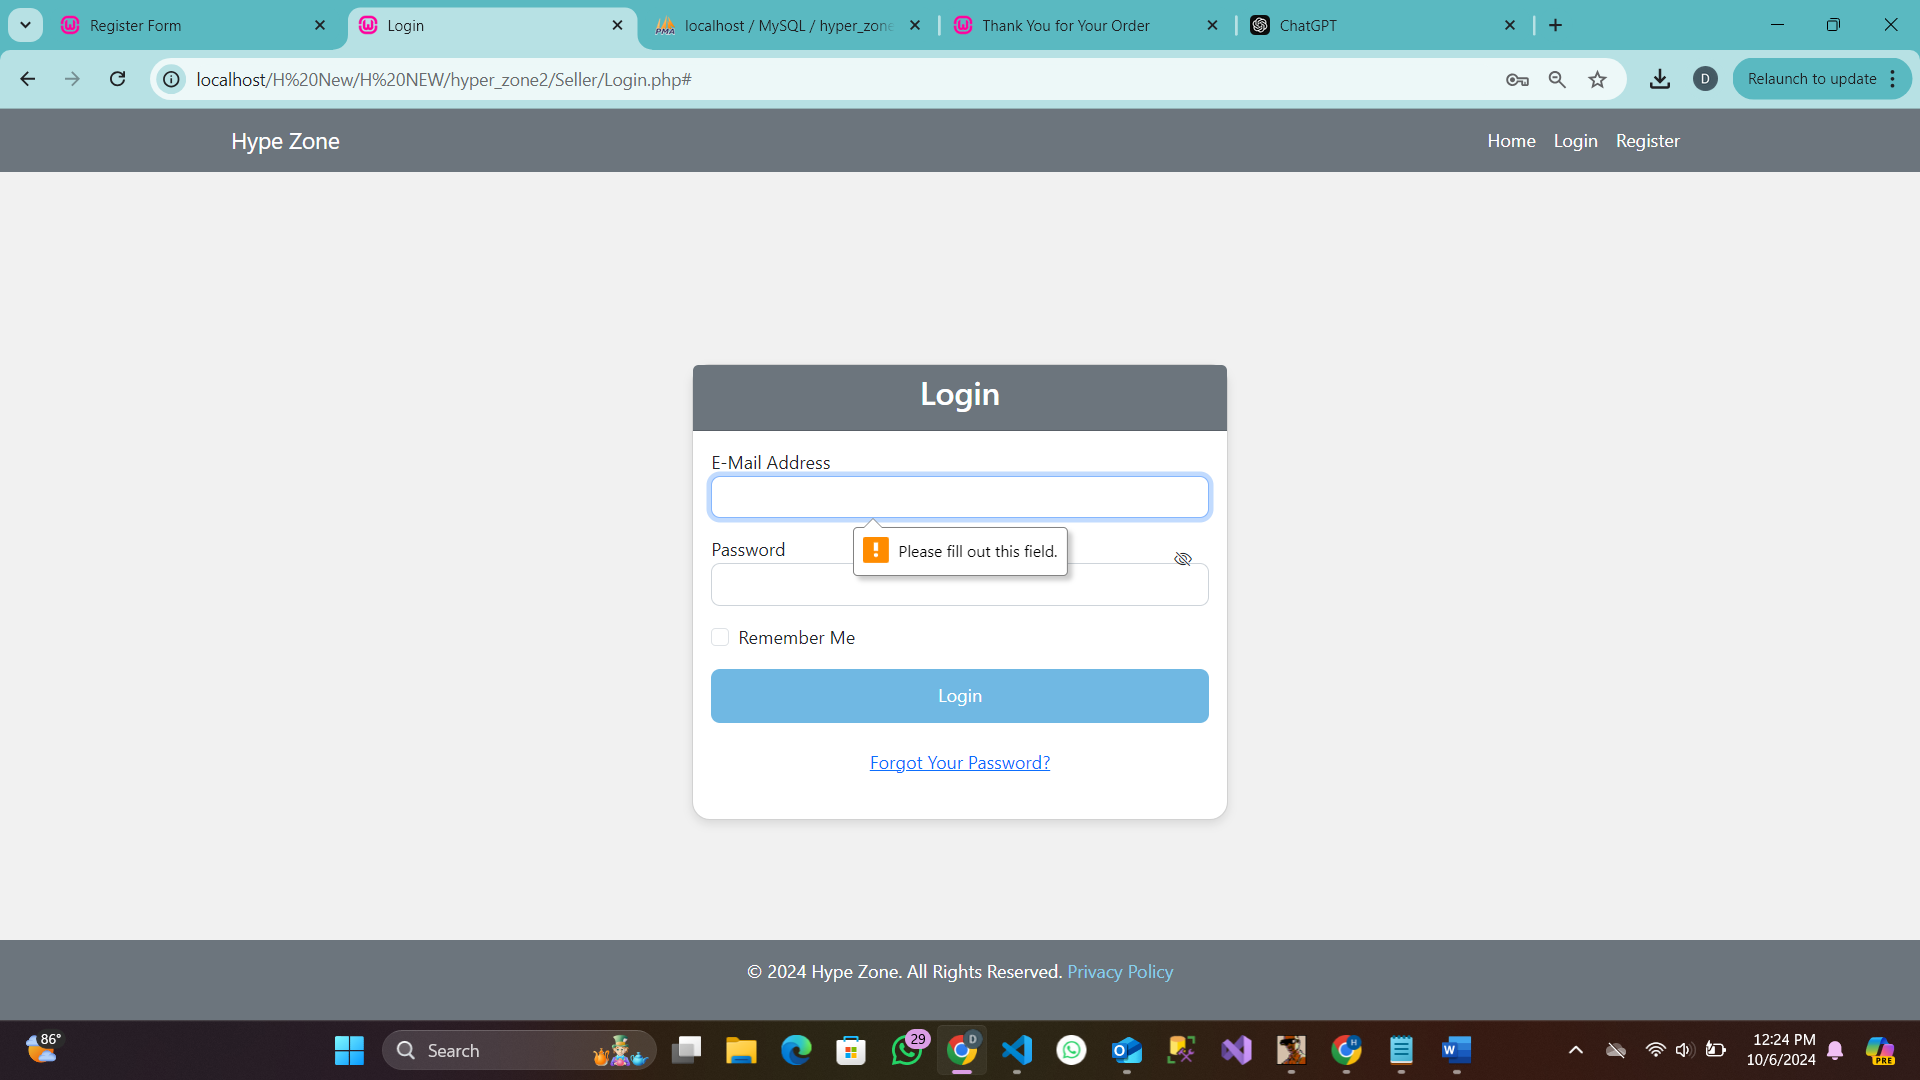 Register Form
Login
localhost / MySQL / hyper_zone
Thank You for Your Order
ChatGPT
localhost/H%20New/H%20NEW/hyper_zone2/Seller/Login.php#
D
Relaunch to update
Hype Zone
Home
Login
Register
Login
E-Mail Address
Please fill out this field.
Password
Remember Me
Login
Forgot Your Password?
© 2024 Hype Zone. All Rights Reserved. Privacy Policy
86°
Search
29
D
H
12:24 PM
10/6/2024
PRE